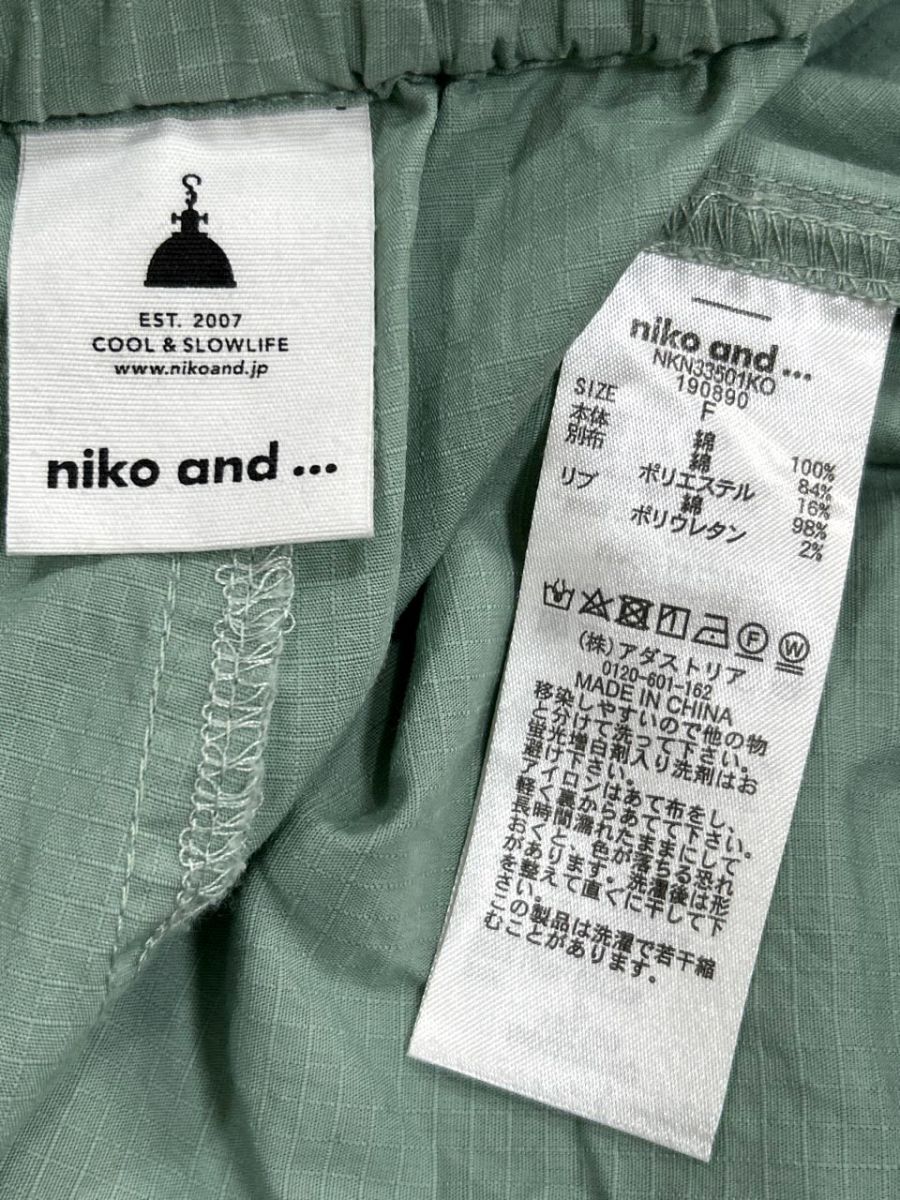 EST. 2007
COOL & SLOWLIFE
www.nikoand.jp
niko and ...
niko and ...
NKN33501KO
190890
SIZE F
本体 綿 100%
別布 綿 84%
ポリエステル 16%
リブ 綿 98%
ポリウレタン 2%
F W
(株)アダストリア
0120-601-162
MADE IN CHINA
移染しやすいので他の物
と分けて洗って下さい。
蛍光増白剤入り洗剤はお
避け下さい。
アイロンはあて布をし、
軽く裏からあてて下さい。
長時間濡れたままにして
おくと、色が落ちる恐れ
があります。洗濯後は形
を整えて直ぐに干して下
さい。
この製品は洗濯で若干縮
むことがあります。